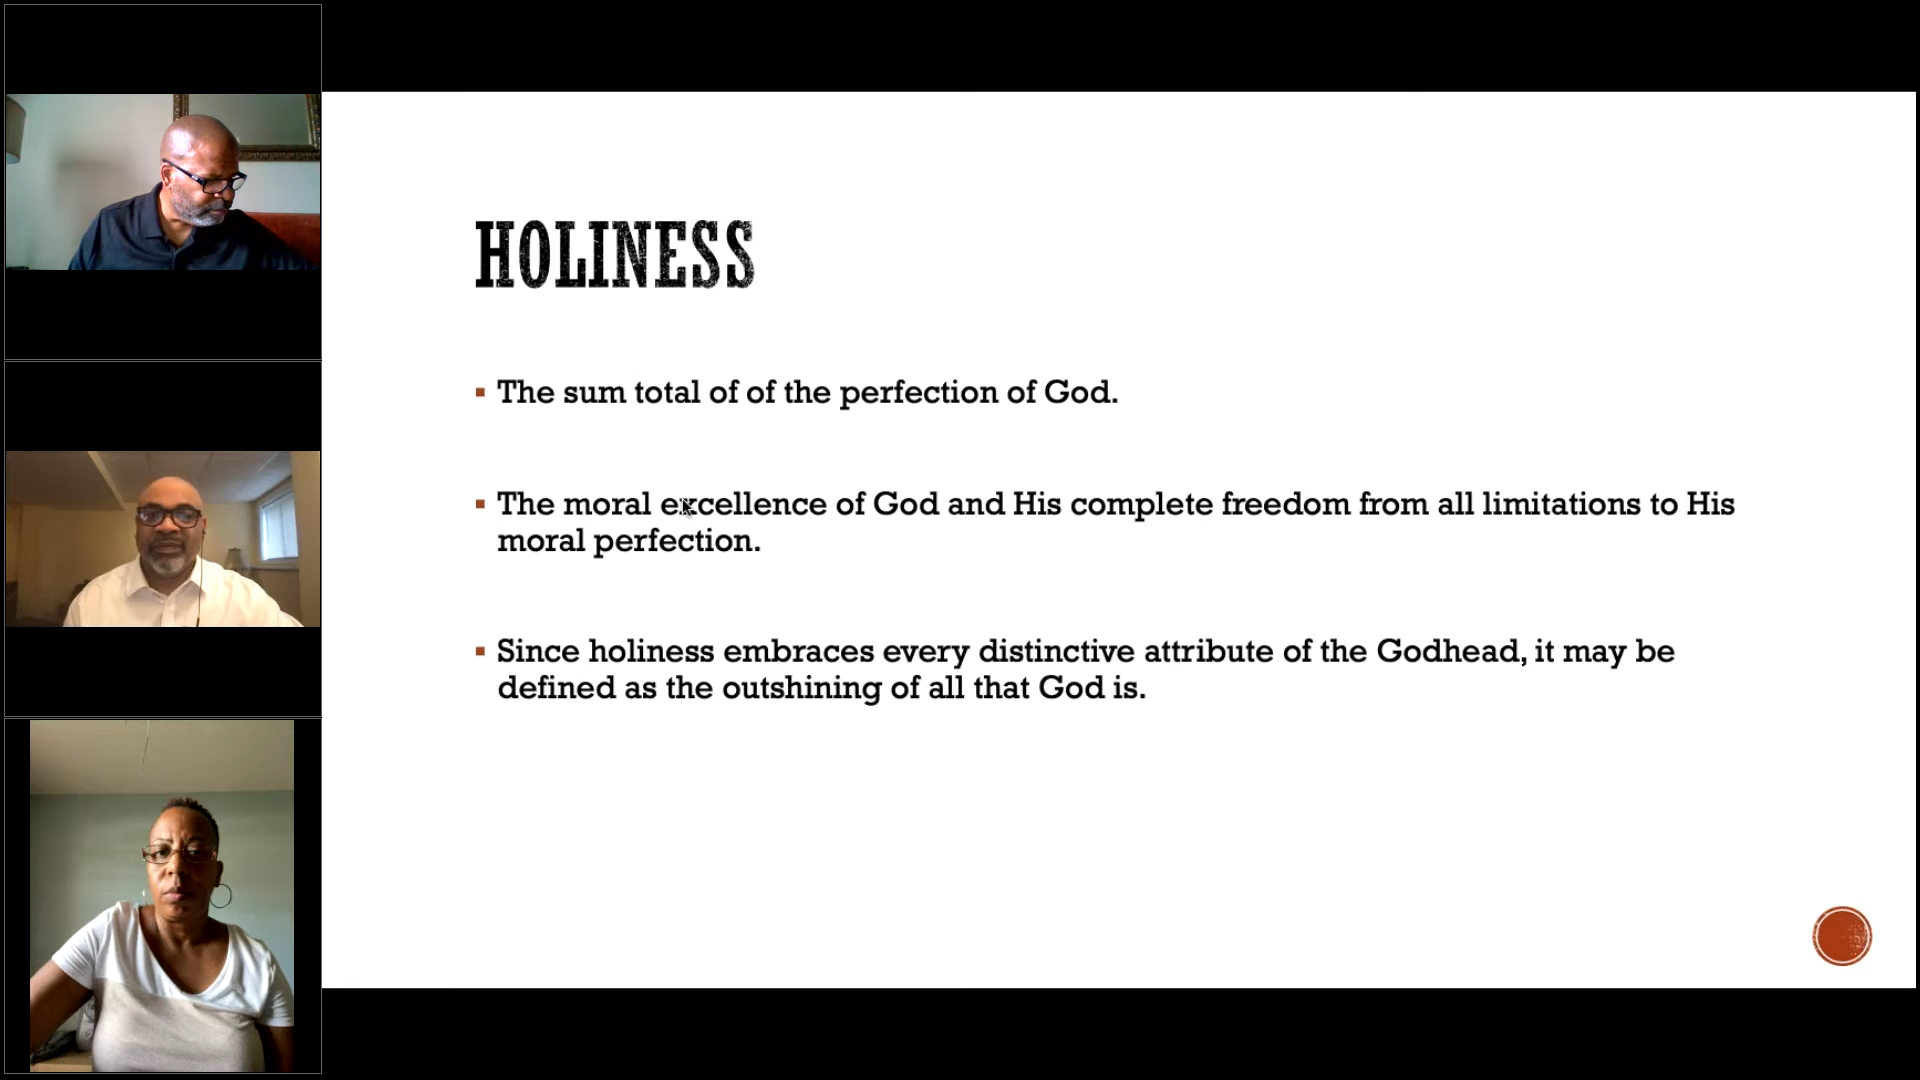 HOLINESS
The sum total of of the perfection of God.
The moral excellence of God and His complete freedom from all limitations to His
moral perfection.
Since holiness embraces every distinctive attribute of the Godhead, it may be
defined as the outshining of all that God is.